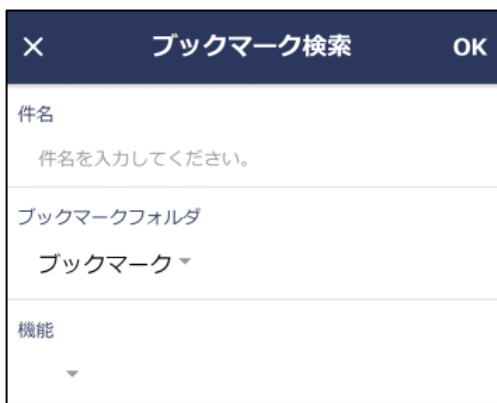 × ブックマーク検索 OK
件名
件名を入力してください。
ブックマークフォルダ
ブックマーク
機能